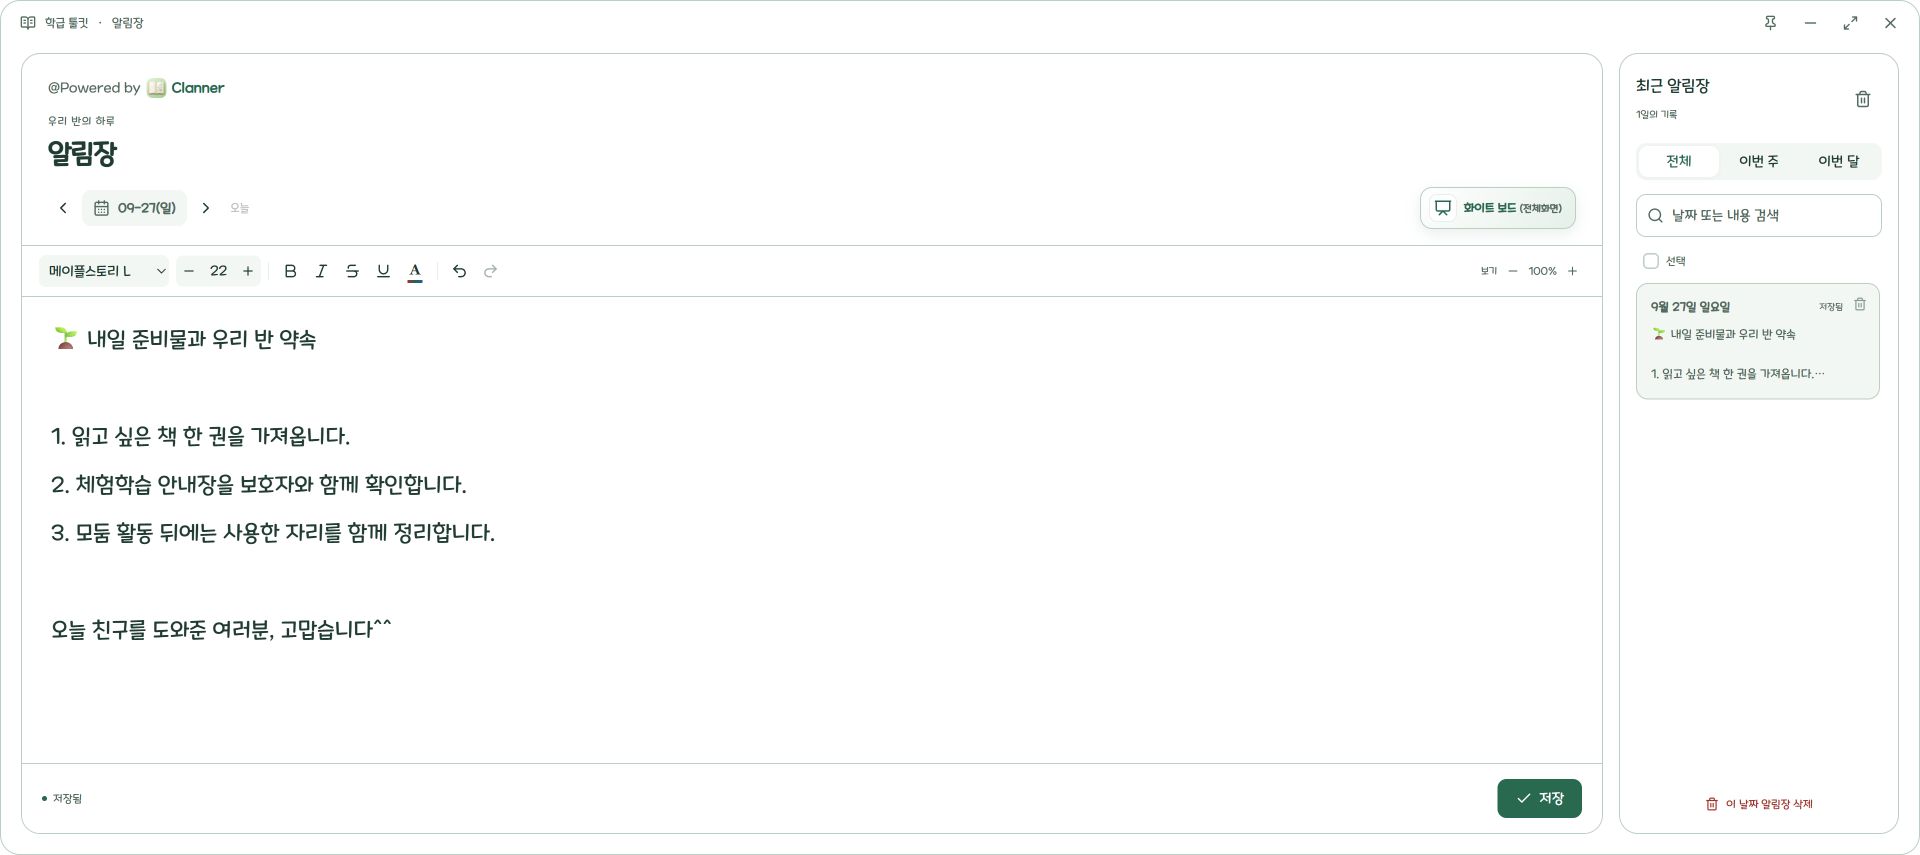 학급 툴킷 · 알림장
@Powered by Clanner
우리 반의 하루
알림장
09-27(일)
오늘
화이트 보드 (전체화면)
메이플스토리 L
22
B I S U A
보기 − 100% +
🌱 내일 준비물과 우리 반 약속
1. 읽고 싶은 책 한 권을 가져옵니다.
2. 체험학습 안내장을 보호자와 함께 확인합니다.
3. 모둠 활동 뒤에는 사용한 자리를 함께 정리합니다.
오늘 친구를 도와준 여러분, 고맙습니다^^
저장됨
저장
최근 알림장
1일의 기록
전체 이번 주 이번 달
날짜 또는 내용 검색
선택
9월 27일 일요일 저장됨
🌱 내일 준비물과 우리 반 약속
1. 읽고 싶은 책 한 권을 가져옵니다.…
이 날짜 알림장 삭제